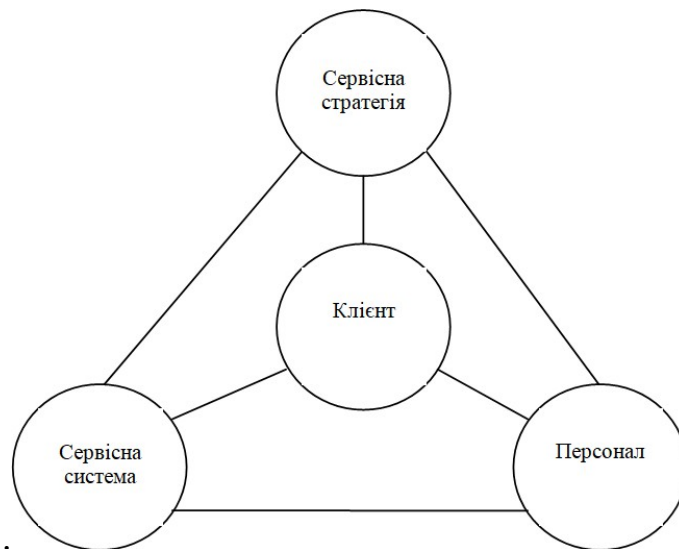 Сервісна
стратегія
Клієнт
Сервісна
система
Персонал